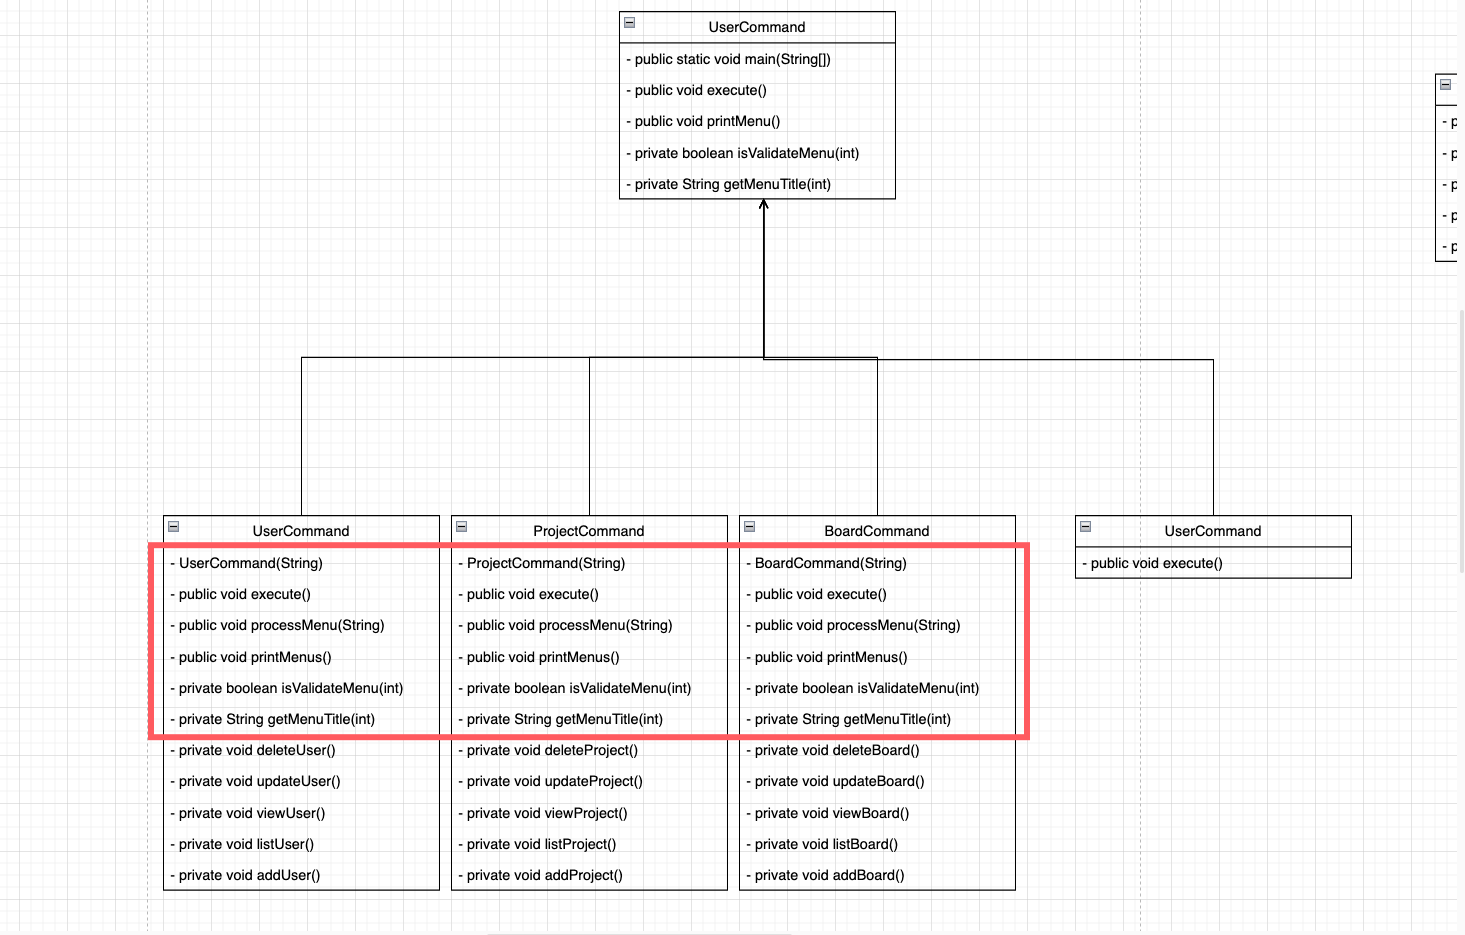 UserCommand
- public static void main(String[])
- public void execute()
- public void printMenu()
- private boolean isValidateMenu(int)
- private String getMenuTitle(int)
- p
- p
- p
- p
- p
UserCommand
- UserCommand(String)
- public void execute()
- public void processMenu(String)
- public void printMenus()
- private boolean isValidateMenu(int)
- private String getMenuTitle(int)
- private void deleteUser()
- private void updateUser()
- private void viewUser()
- private void listUser()
- private void addUser()
ProjectCommand
- ProjectCommand(String)
- public void execute()
- public void processMenu(String)
- public void printMenus()
- private boolean isValidateMenu(int)
- private String getMenuTitle(int)
- private void deleteProject()
- private void updateProject()
- private void viewProject()
- private void listProject()
- private void addProject()
BoardCommand
- BoardCommand(String)
- public void execute()
- public void processMenu(String)
- public void printMenus()
- private boolean isValidateMenu(int)
- private String getMenuTitle(int)
- private void deleteBoard()
- private void updateBoard()
- private void viewBoard()
- private void listBoard()
- private void addBoard()
UserCommand
- public void execute()